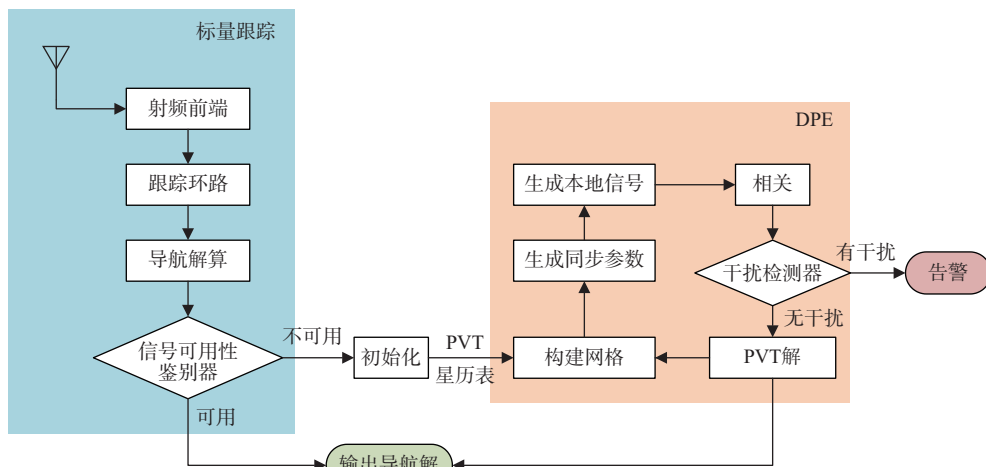 标量跟踪
射频前端
跟踪环路
导航解算
信号可用性
鉴别器
不可用
可用
初始化
PVT
星历表
DPE
生成本地信号
相关
生成同步参数
干扰检测器
有干扰
告警
无干扰
构建网格
PVT解
输出导航解